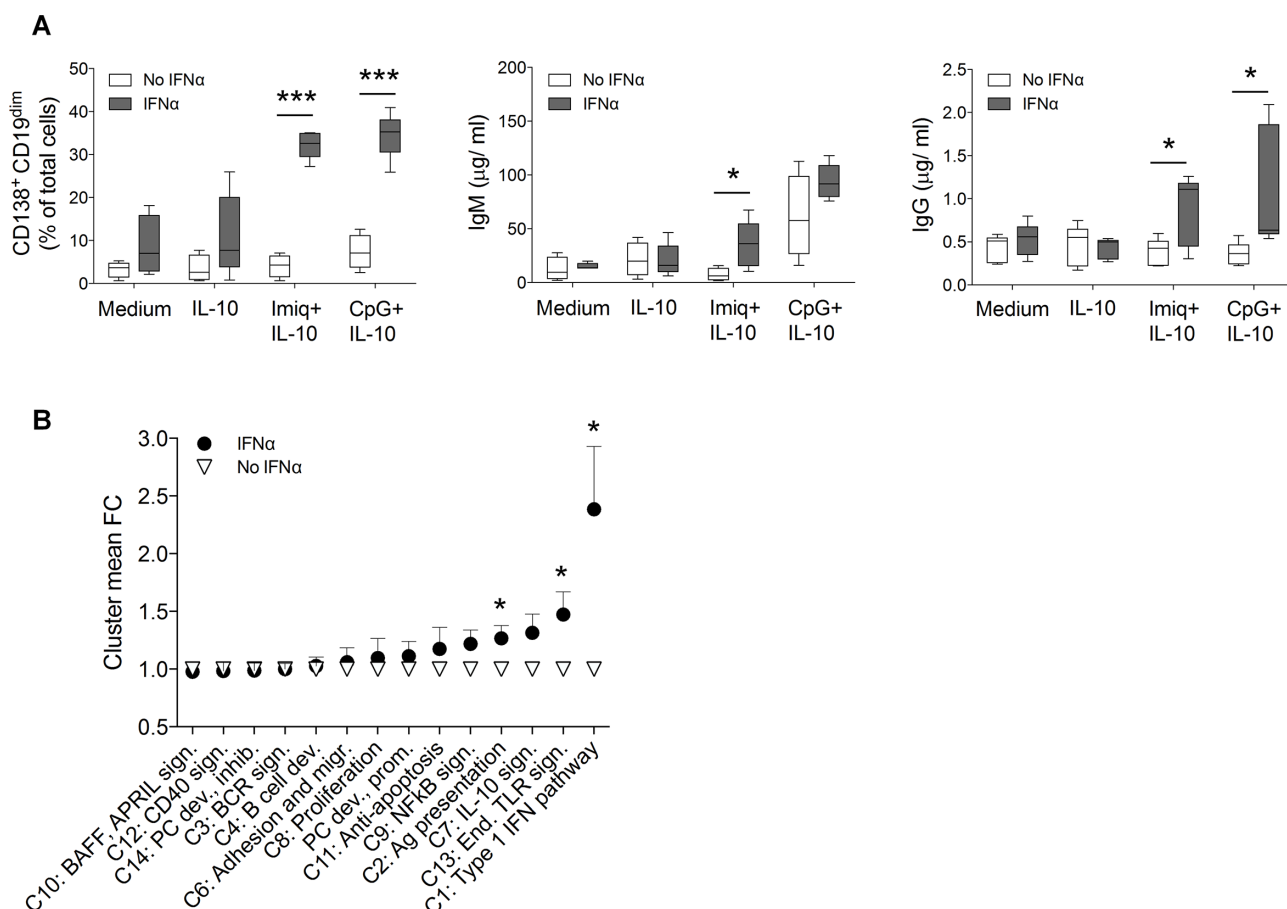 A
50
40
30
20
10
0
CD138+ CD19dim
(% of total cells)
No IFNα
IFNα
***
***
Medium
IL-10
Imiq+
IL-10
CpG+
IL-10
200
150
100
50
0
IgM (μg/ ml)
No IFNα
IFNα
*
Medium
IL-10
Imiq+
IL-10
CpG+
IL-10
2.5
2.0
1.5
1.0
0.5
0.0
IgG (μg/ ml)
No IFNα
IFNα
*
*
Medium
IL-10
Imiq+
IL-10
CpG+
IL-10
B
3.0
2.5
2.0
1.5
1.0
0.5
Cluster mean FC
IFNα
No IFNα
*
*
*
C10: BAFF, APRIL sign.
C12: CD40 sign.
C14: PC dev., inhib.
C3: BCR sign.
C4: B cell dev.
C6: Adhesion and migr.
C8: Proliferation
PC dev., prom.
C11: Anti-apoptosis
C9: NFkB sign.
C2: Ag presentation
C7: IL-10 sign.
C13: End. TLR sign.
C1: Type 1 IFN pathway